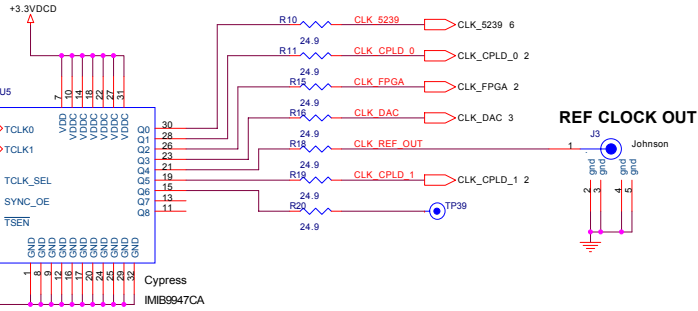 +3.3VDCD
R10 CLK_5239 CLK_5239 6
24.9
R11 CLK_CPLD_0 CLK_CPLD_0 2
24.9
R15 CLK_FPGA CLK_FPGA 2
24.9
R16 CLK_DAC CLK_DAC 3
24.9
R18 CLK_REF_OUT
24.9
R19 CLK_CPLD_1 CLK_CPLD_1 2
24.9
R20 TP39
24.9
REF CLOCK OUT
J3
1 Johnson
gnd gnd gnd gnd
2 3 4 5
U5
7 10 14 18 22 27 31
VDD VDDC VDDC VDDC VDDC VDDC VDDC
TCLK0
TCLK1
TCLK_SEL
SYNC_OE
TSEN
Q0 30
Q1 28
Q2 26
Q3 23
Q4 21
Q5 19
Q6 15
Q7 13
Q8 11
GND GND GND GND GND GND GND GND GND GND GND
1 8 9 12 16 17 20 24 25 29 32
Cypress
IMIB9947CA